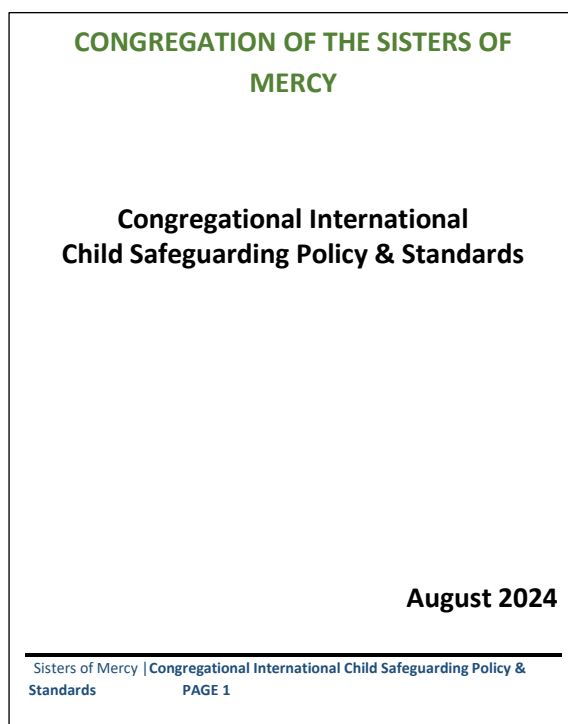 CONGREGATION OF THE SISTERS OF
MERCY
Congregational International
Child Safeguarding Policy & Standards
August 2024
Sisters of Mercy |Congregational International Child Safeguarding Policy &
Standards PAGE 1